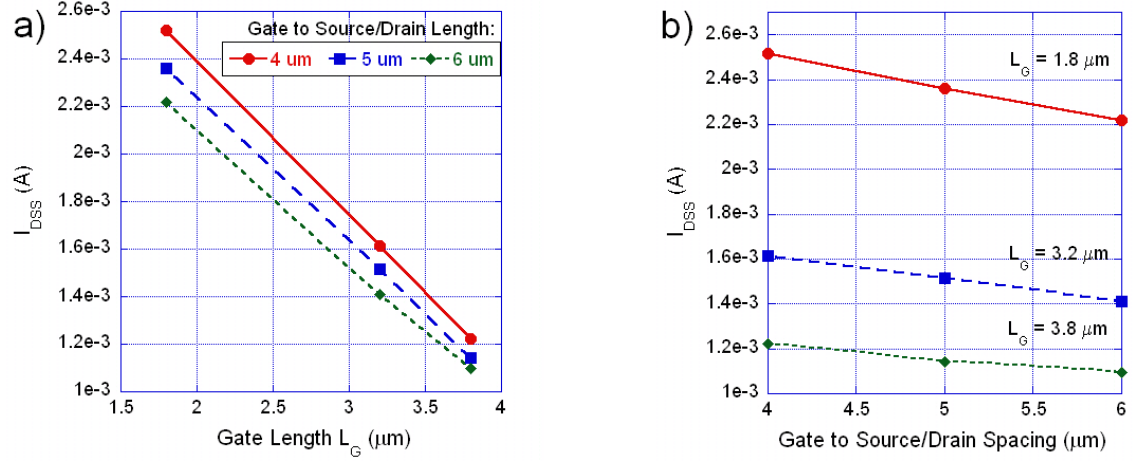 a)
Gate to Source/Drain Length:
4 um 5 um 6 um
2.6e-3
2.4e-3
2.2e-3
2e-3
1.8e-3
1.6e-3
1.4e-3
1.2e-3
1e-3
I_DSS (A)
1.5 2 2.5 3 3.5 4
Gate Length L_G (μm)
b)
2.6e-3
2.4e-3
2.2e-3
2e-3
1.8e-3
1.6e-3
1.4e-3
1.2e-3
1e-3
I_DSS (A)
L_G = 1.8 μm
L_G = 3.2 μm
L_G = 3.8 μm
4 4.5 5 5.5 6
Gate to Source/Drain Spacing (μm)